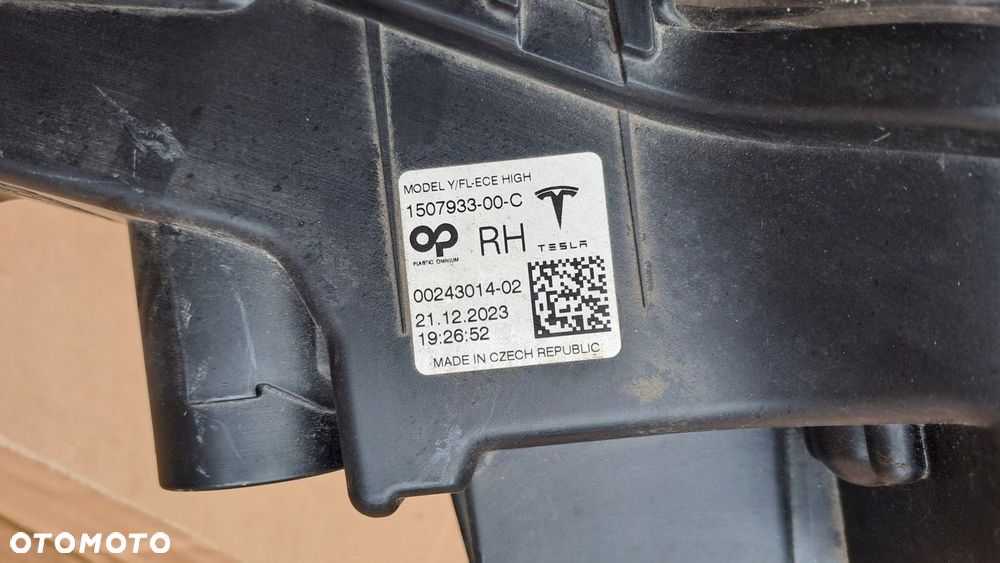 MODEL Y/FL-ECE HIGH
1507933-00-C
OP
PLASTIC OMNIUM
RH
TESLA
00243014-02
21.12.2023
19:26:52
MADE IN CZECH REPUBLIC
OTOMOTO